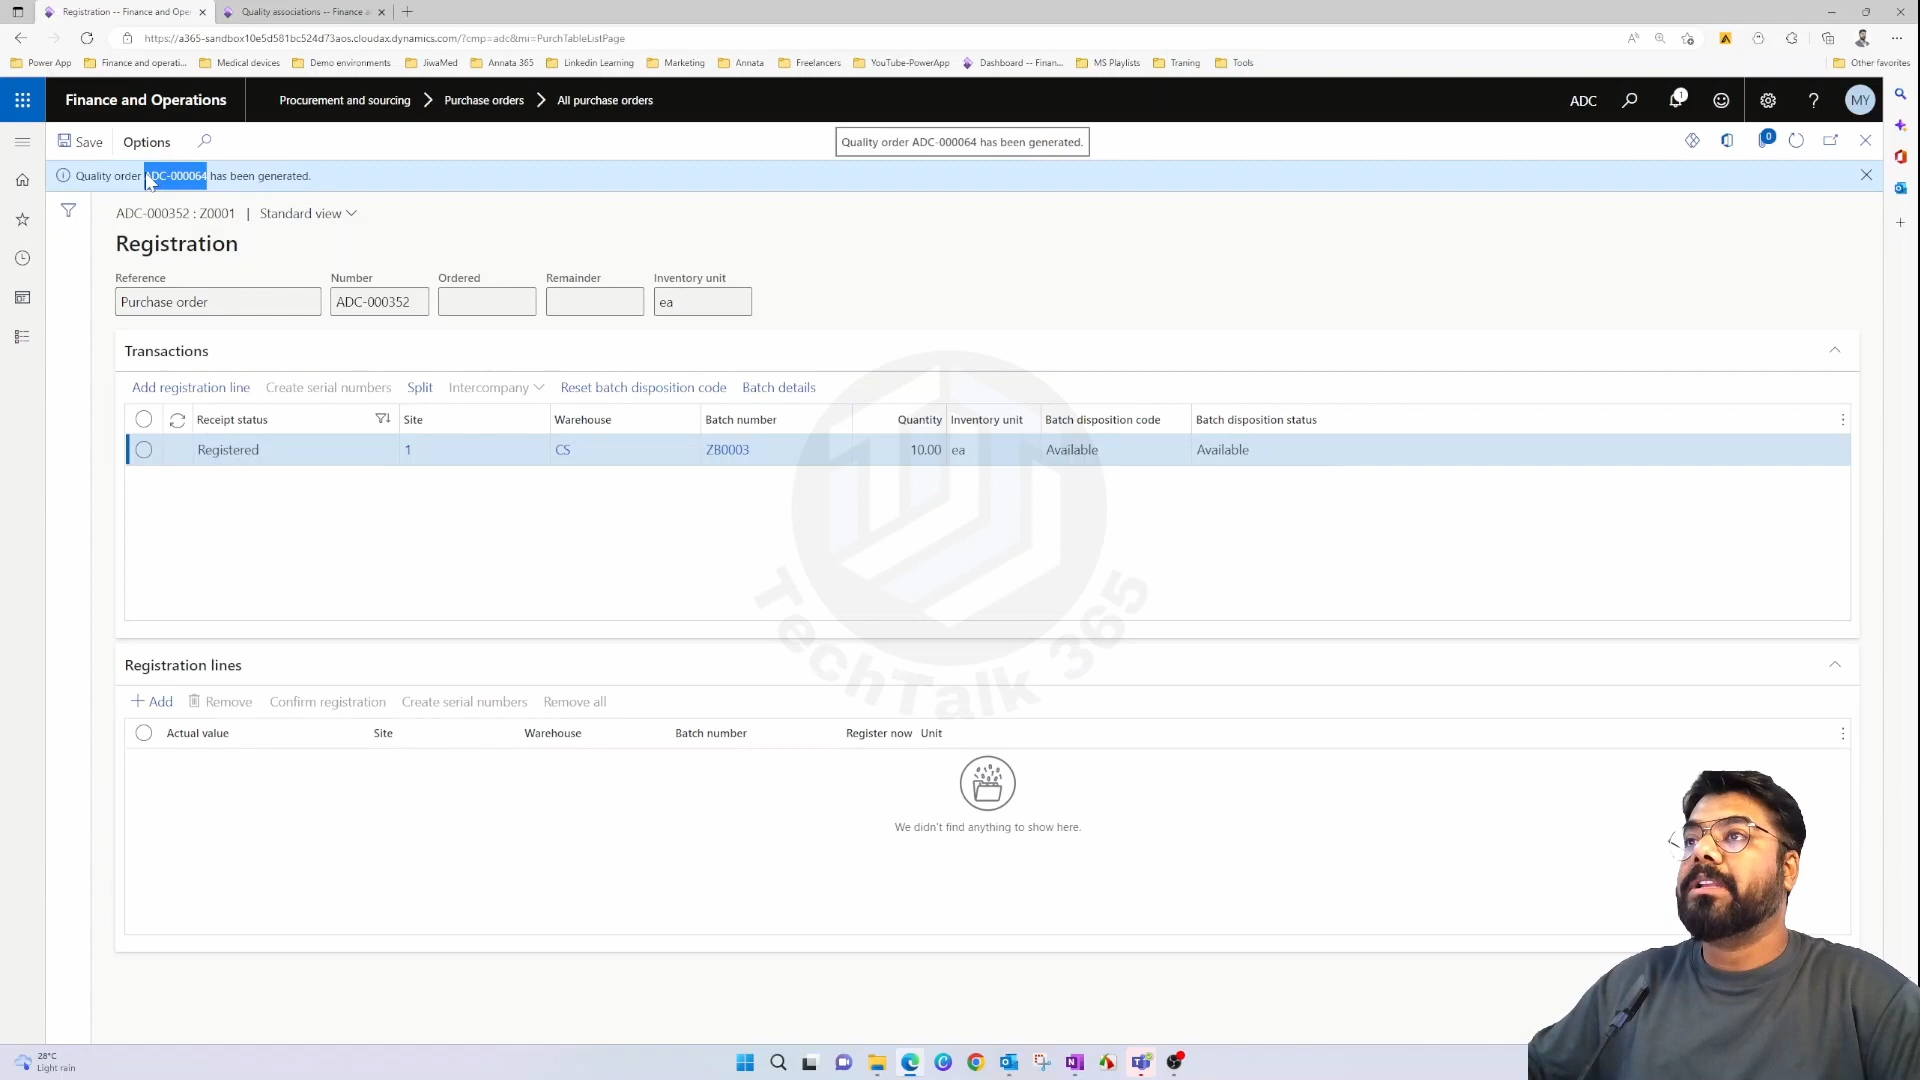 Registration -- Finance and Ope
Quality associations -- Finance a
https://a365-sandbox10e5d581bc524d73aos.cloudax.dynamics.com/?cmp=adc&mi=PurchTableListPage
Power App
Finance and operati...
Medical devices
Demo environments
JiwaMed
Annata 365
Linkedin Learning
Marketing
Annata
Freelancers
YouTube-PowerApp
Dashboard -- Finan...
MS Playlists
Traning
Tools
Other favorites
Finance and Operations
Procurement and sourcing
Purchase orders
All purchase orders
ADC
1
?
MY
Save
Options
Quality order ADC-000064 has been generated.
0
Quality order ADC-000064 has been generated.
ADC-000352 : Z0001 | Standard view
Registration
Reference
Number
Ordered
Remainder
Inventory unit
Purchase order
ADC-000352
ea
Transactions
Add registration line
Create serial numbers
Split
Intercompany
Reset batch disposition code
Batch details
Receipt status
Site
Warehouse
Batch number
Quantity
Inventory unit
Batch disposition code
Batch disposition status
Registered
1
CS
ZB0003
10.00
ea
Available
Available
TechTalk 365
Registration lines
+ Add
Remove
Confirm registration
Create serial numbers
Remove all
Actual value
Site
Warehouse
Batch number
Register now
Unit
We didn't find anything to show here.
28°C
Light rain